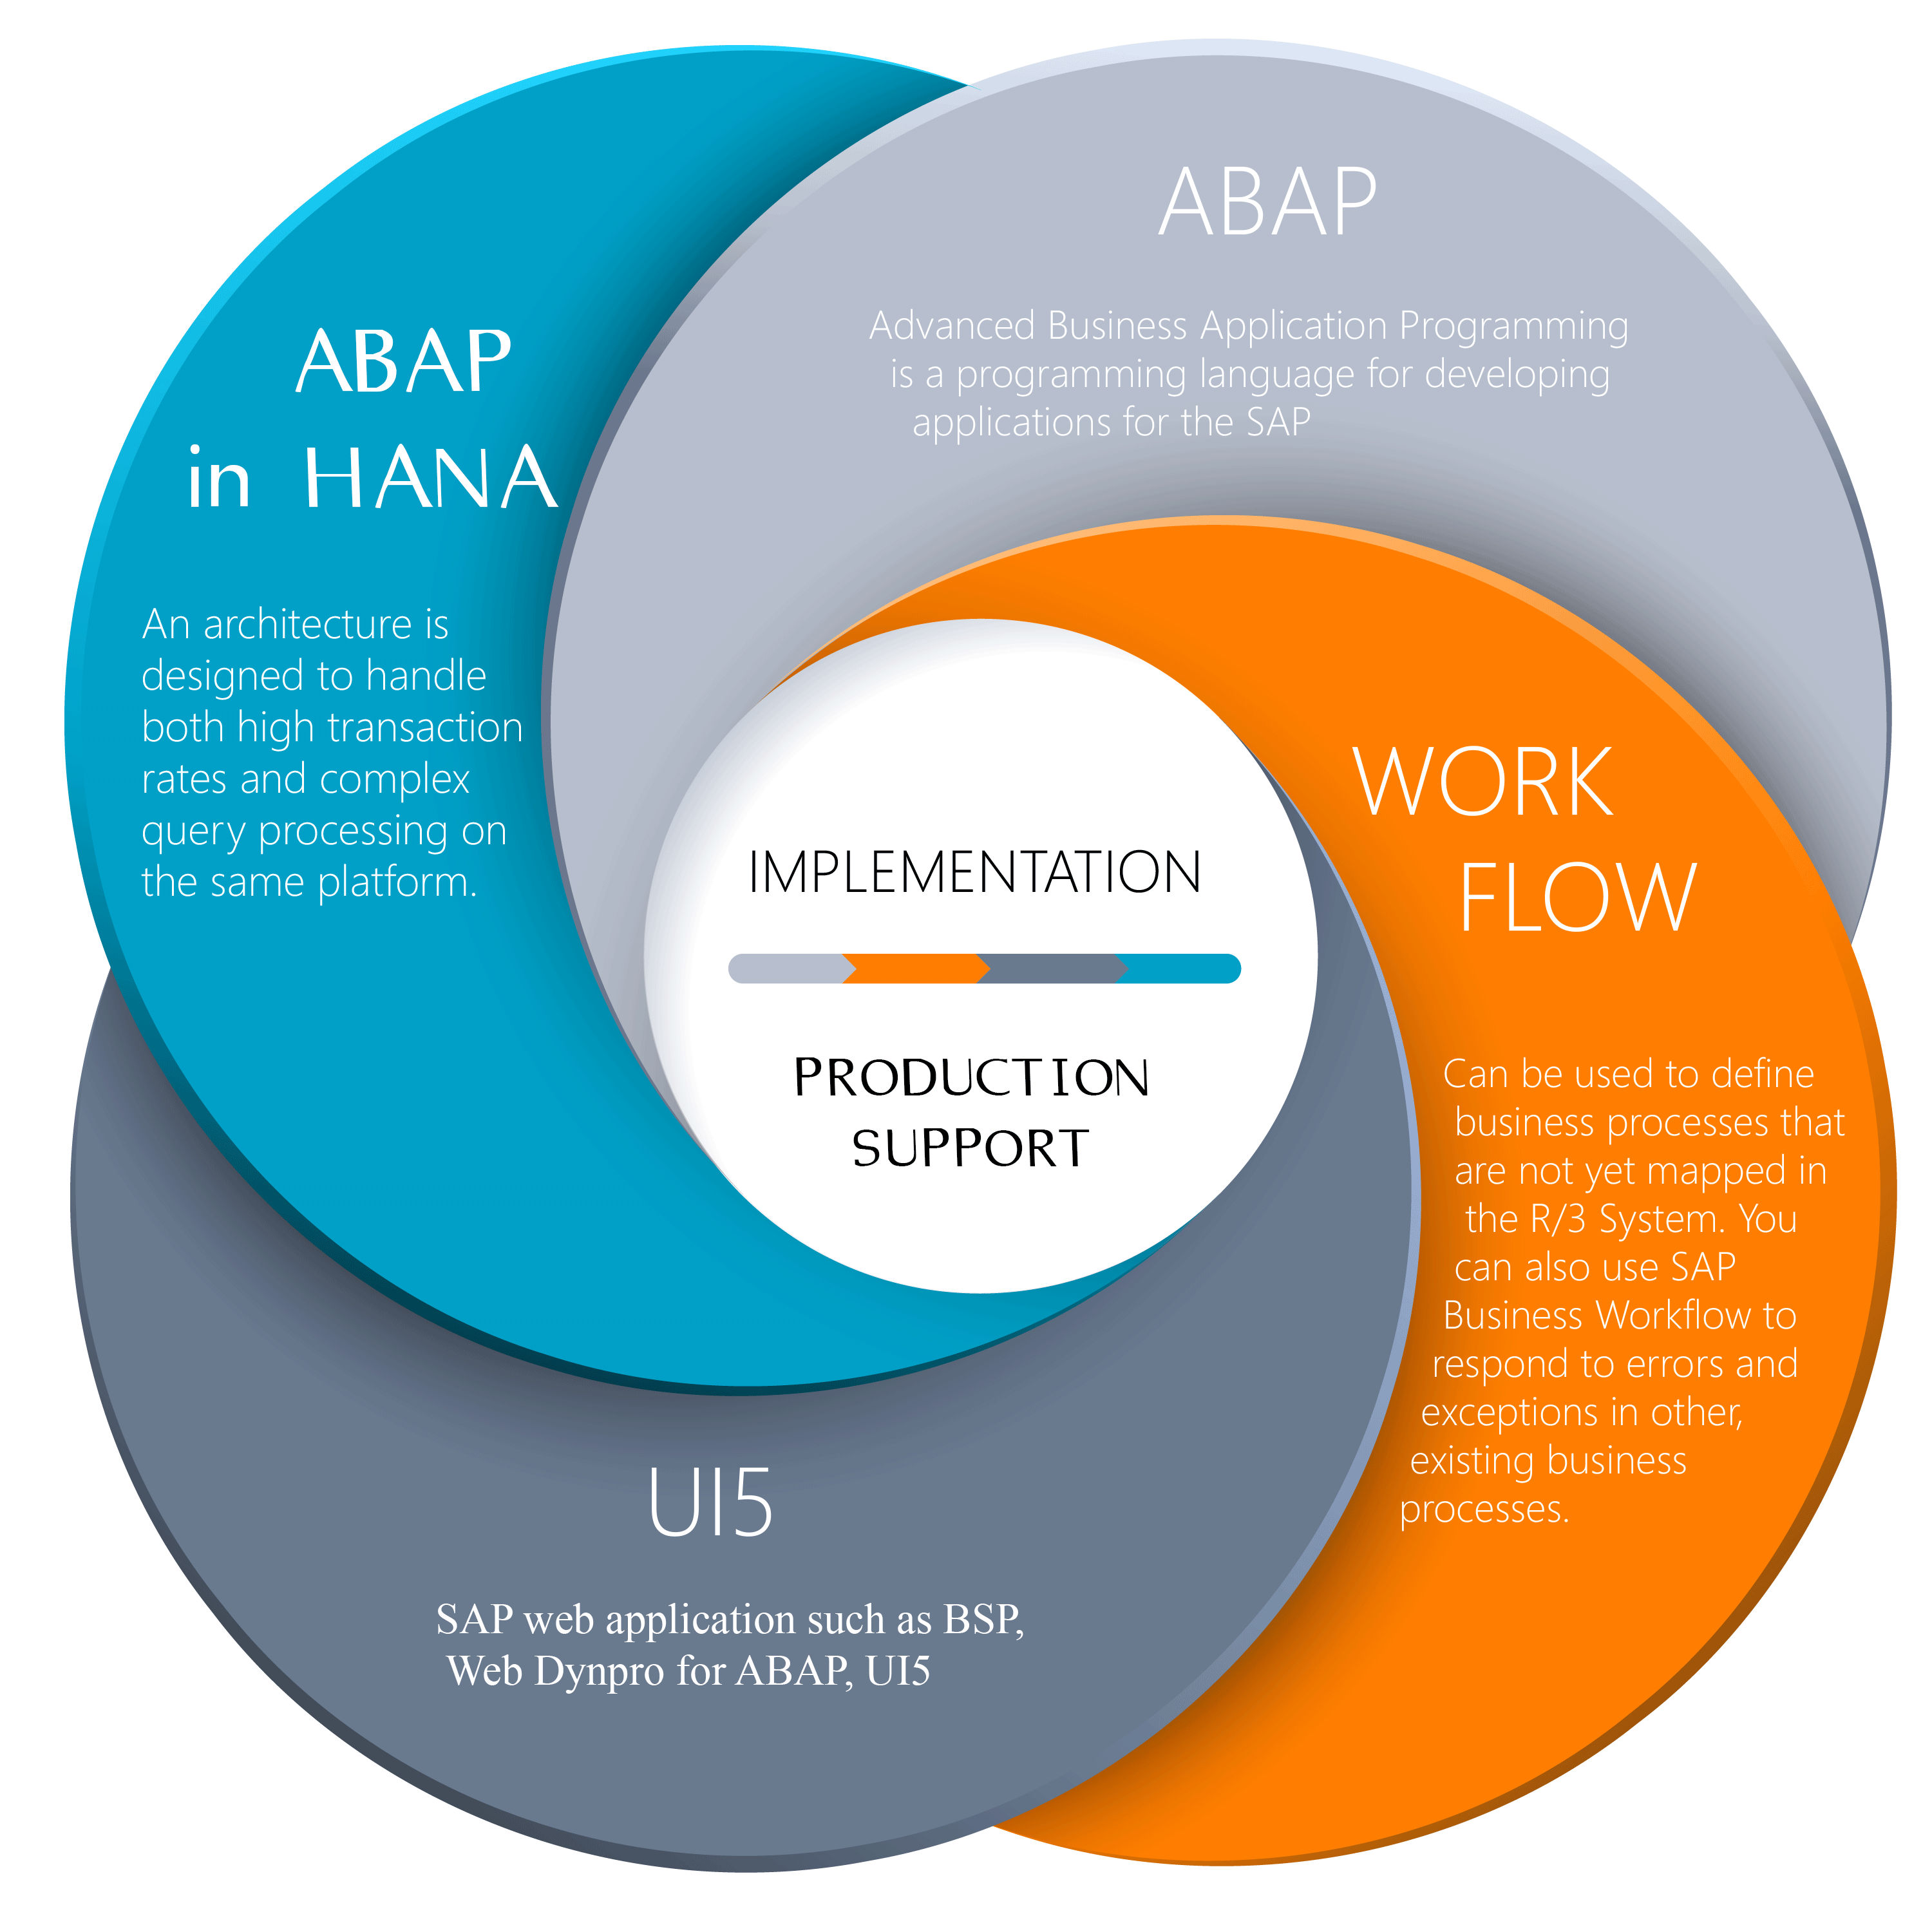 ABAP
in HANA
An architecture is
designed to handle
both high transaction
rates and complex
query processing on
the same platform.
ABAP
Advanced Business Application Programming
is a programming language for developing
applications for the SAP
WORK
FLOW
Can be used to define
business processes that
are not yet mapped in
the R/3 System. You
can also use SAP
Business Workflow to
respond to errors and
exceptions in other,
existing business
processes.
IMPLEMENTATION
PRODUCTION
SUPPORT
UI5
SAP web application such as BSP,
Web Dynpro for ABAP, UI5